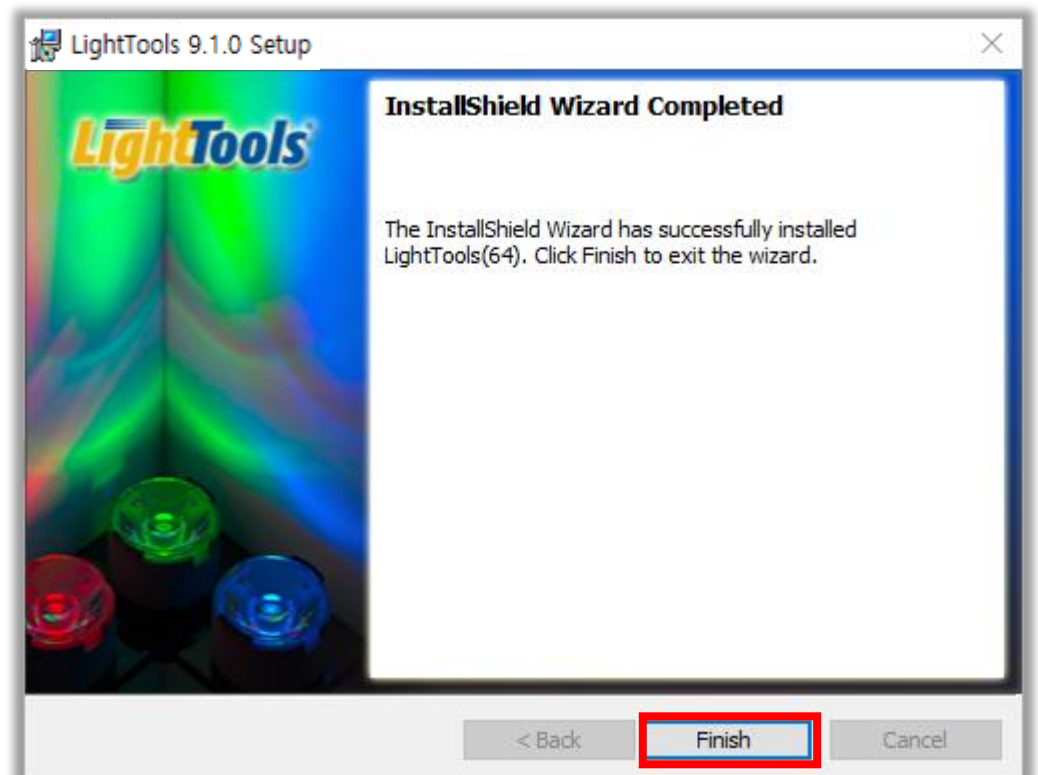 LightTools 9.1.0 Setup
LightTools
InstallShield Wizard Completed
The InstallShield Wizard has successfully installed
LightTools(64). Click Finish to exit the wizard.
< Back
Finish
Cancel